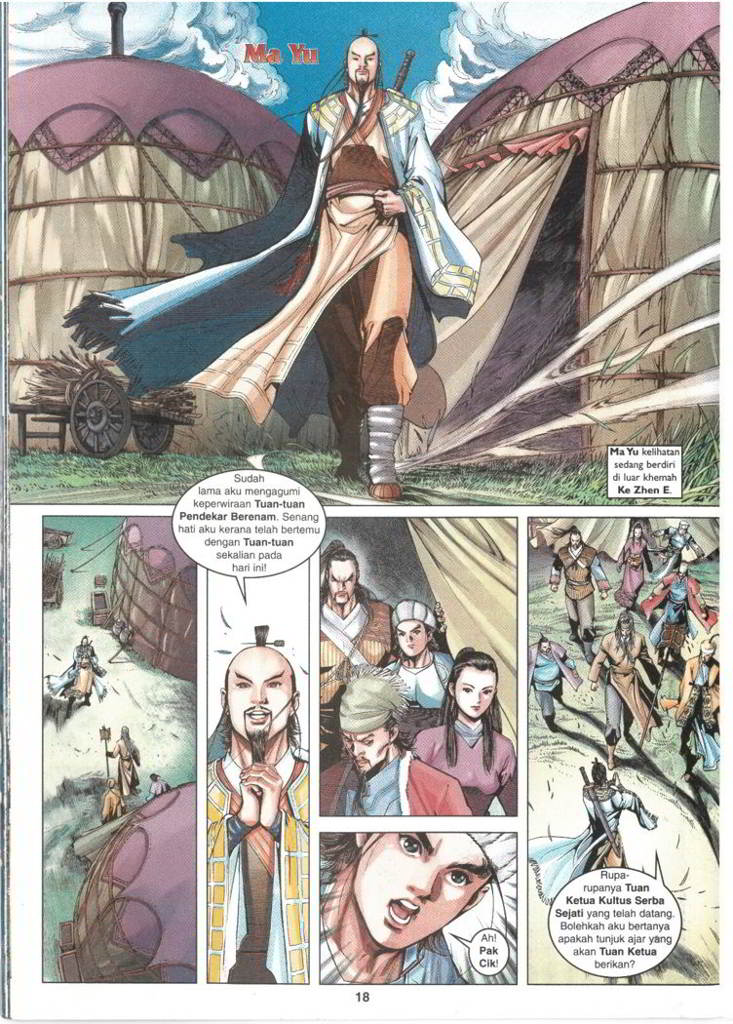 Ma Yu
Ma Yu kelihatan
sedang berdiri
di luar khemah
Ke Zhen E.
Sudah
lama aku mengagumi
keperwiraan Tuan-tuan
Pendekar Berenam. Senang
hati aku kerana telah bertemu
dengan Tuan-tuan
sekalian pada
hari ini!
Ah!
Pak
Cik!
Rupa-
rupanya Tuan
Ketua Kultus Serba
Sejati yang telah datang.
Bolehkah aku bertanya
apakah tunjuk ajar yang
akan Tuan Ketua
berikan?
18